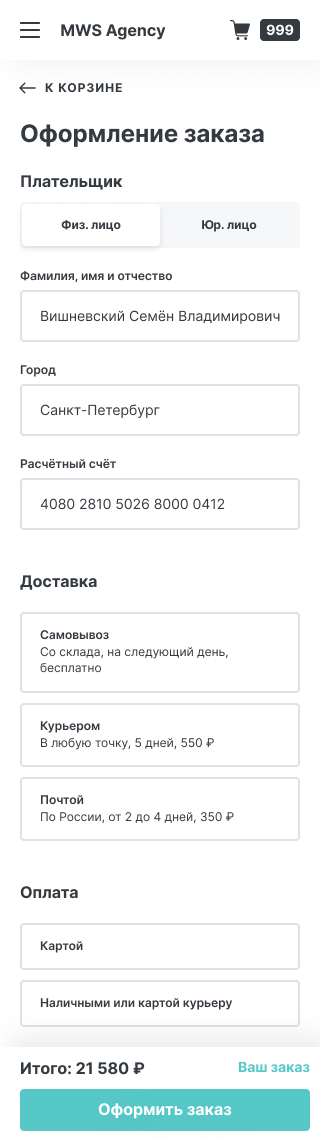 MWS Agency
999
К КОРЗИНЕ
Оформление заказа
Плательщик
Физ. лицо
Юр. лицо
Фамилия, имя и отчество
Вишневский Семён Владимирович
Город
Санкт-Петербург
Расчётный счёт
4080 2810 5026 8000 0412
Доставка
Самовывоз
Со склада, на следующий день,
бесплатно
Курьером
В любую точку, 5 дней, 550 ₽
Почтой
По России, от 2 до 4 дней, 350 ₽
Оплата
Картой
Наличными или картой курьеру
Итого: 21 580 ₽
Ваш заказ
Оформить заказ